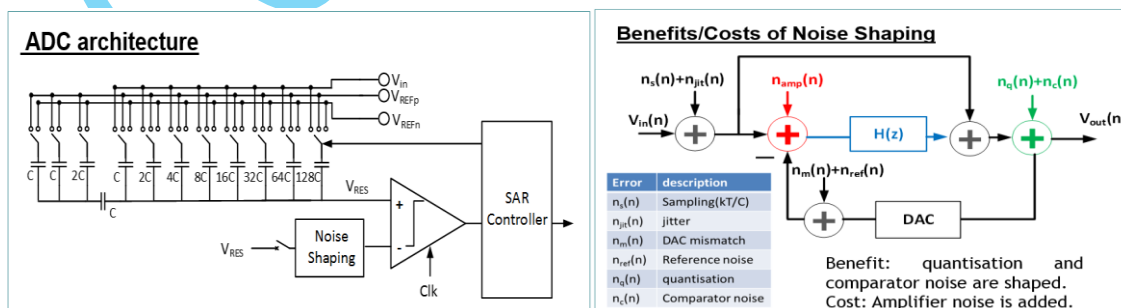 ADC architecture
V_in
V_REFp
V_REFn
C C 2C C 2C 4C 8C 16C 32C 64C 128C
C
V_RES
V_RES
Noise
Shaping
+
-
Clk
SAR
Controller
Benefits/Costs of Noise Shaping
n_s(n)+n_jit(n)
n_amp(n)
n_q(n)+n_c(n)
V_in(n)
H(z)
V_out(n
n_m(n)+n_ref(n)
DAC
Error description
n_s(n) Sampling(kT/C)
n_jit(n) jitter
n_m(n) DAC mismatch
n_ref(n) Reference noise
n_q(n) quantisation
n_c(n) Comparator noise
Benefit: quantisation and
comparator noise are shaped.
Cost: Amplifier noise is added.